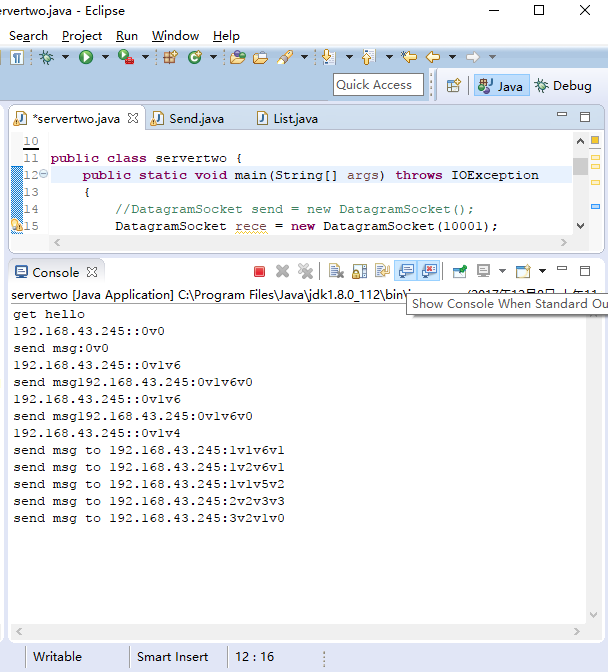 servertwo.java - Eclipse
Search Project Run Window Help
Quick Access
Java
Debug
*servertwo.java
Send.java
List.java
10
11 public class servertwo {
12 public static void main(String[] args) throws IOException
13 {
14 //DatagramSocket send = new DatagramSocket();
15 DatagramSocket rece = new DatagramSocket(10001);
Console
servertwo [Java Application] C:\Program Files\Java\jdk1.8.0_112\bin\
Show Console When Standard Ou
get hello
192.168.43.245::0v0
send msg:0v0
192.168.43.245::0v1v6
send msg192.168.43.245:0v1v6v0
192.168.43.245::0v1v6
send msg192.168.43.245:0v1v6v0
192.168.43.245::0v1v4
send msg to 192.168.43.245:1v1v6v1
send msg to 192.168.43.245:1v2v6v1
send msg to 192.168.43.245:1v1v5v2
send msg to 192.168.43.245:2v2v3v3
send msg to 192.168.43.245:3v2v1v0
Writable
Smart Insert
12 : 16